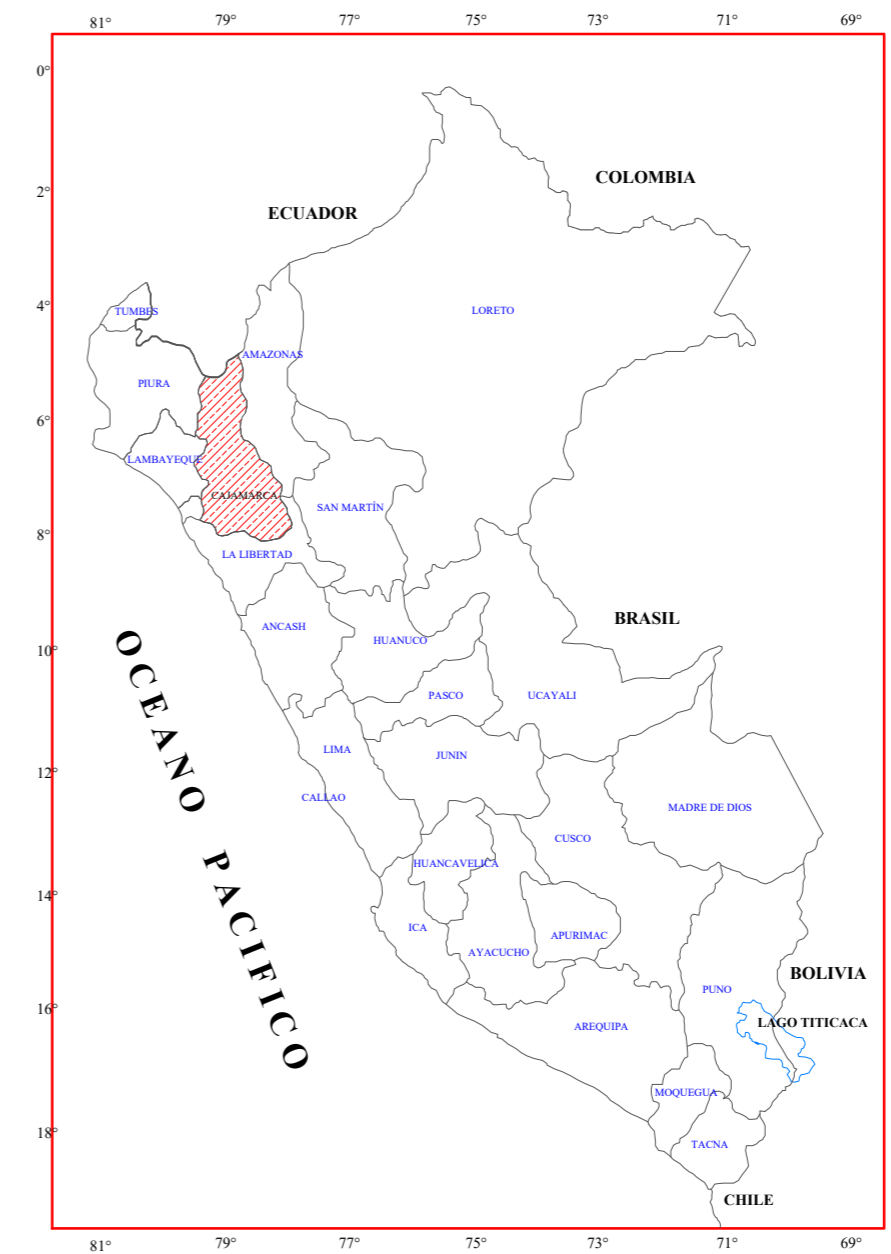 81° 79° 77° 75° 73° 71° 69°
0°
COLOMBIA
2°
ECUADOR
4°
TUMBES
LORETO
AMAZONAS
PIURA
6°
LAMBAYEQUE
CAJAMARCA
SAN MARTÍN
8°
LA LIBERTAD
BRASIL
ANCASH
HUANUCO
10°
PASCO
UCAYALI
LIMA
JUNIN
12°
CALLAO
MADRE DE DIOS
CUSCO
HUANCAVELICA
14°
ICA
APURIMAC
AYACUCHO
OCEANO PACIFICO
BOLIVIA
PUNO
16°
LAGO TITICACA
AREQUIPA
MOQUEGUA
18°
TACNA
CHILE
81° 79° 77° 75° 73° 71° 69°